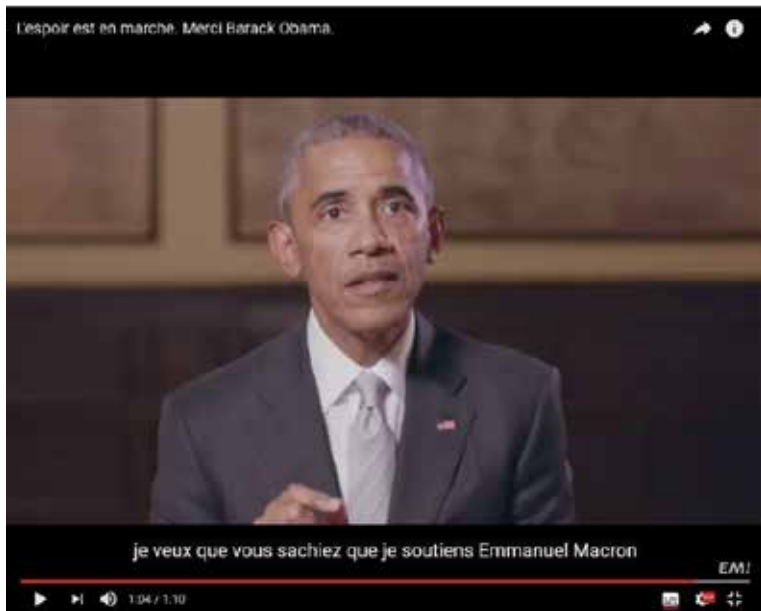 L'espoir est en marche. Merci Barack Obama.
je veux que vous sachiez que je soutiens Emmanuel Macron
EM!
1:04 / 1:10